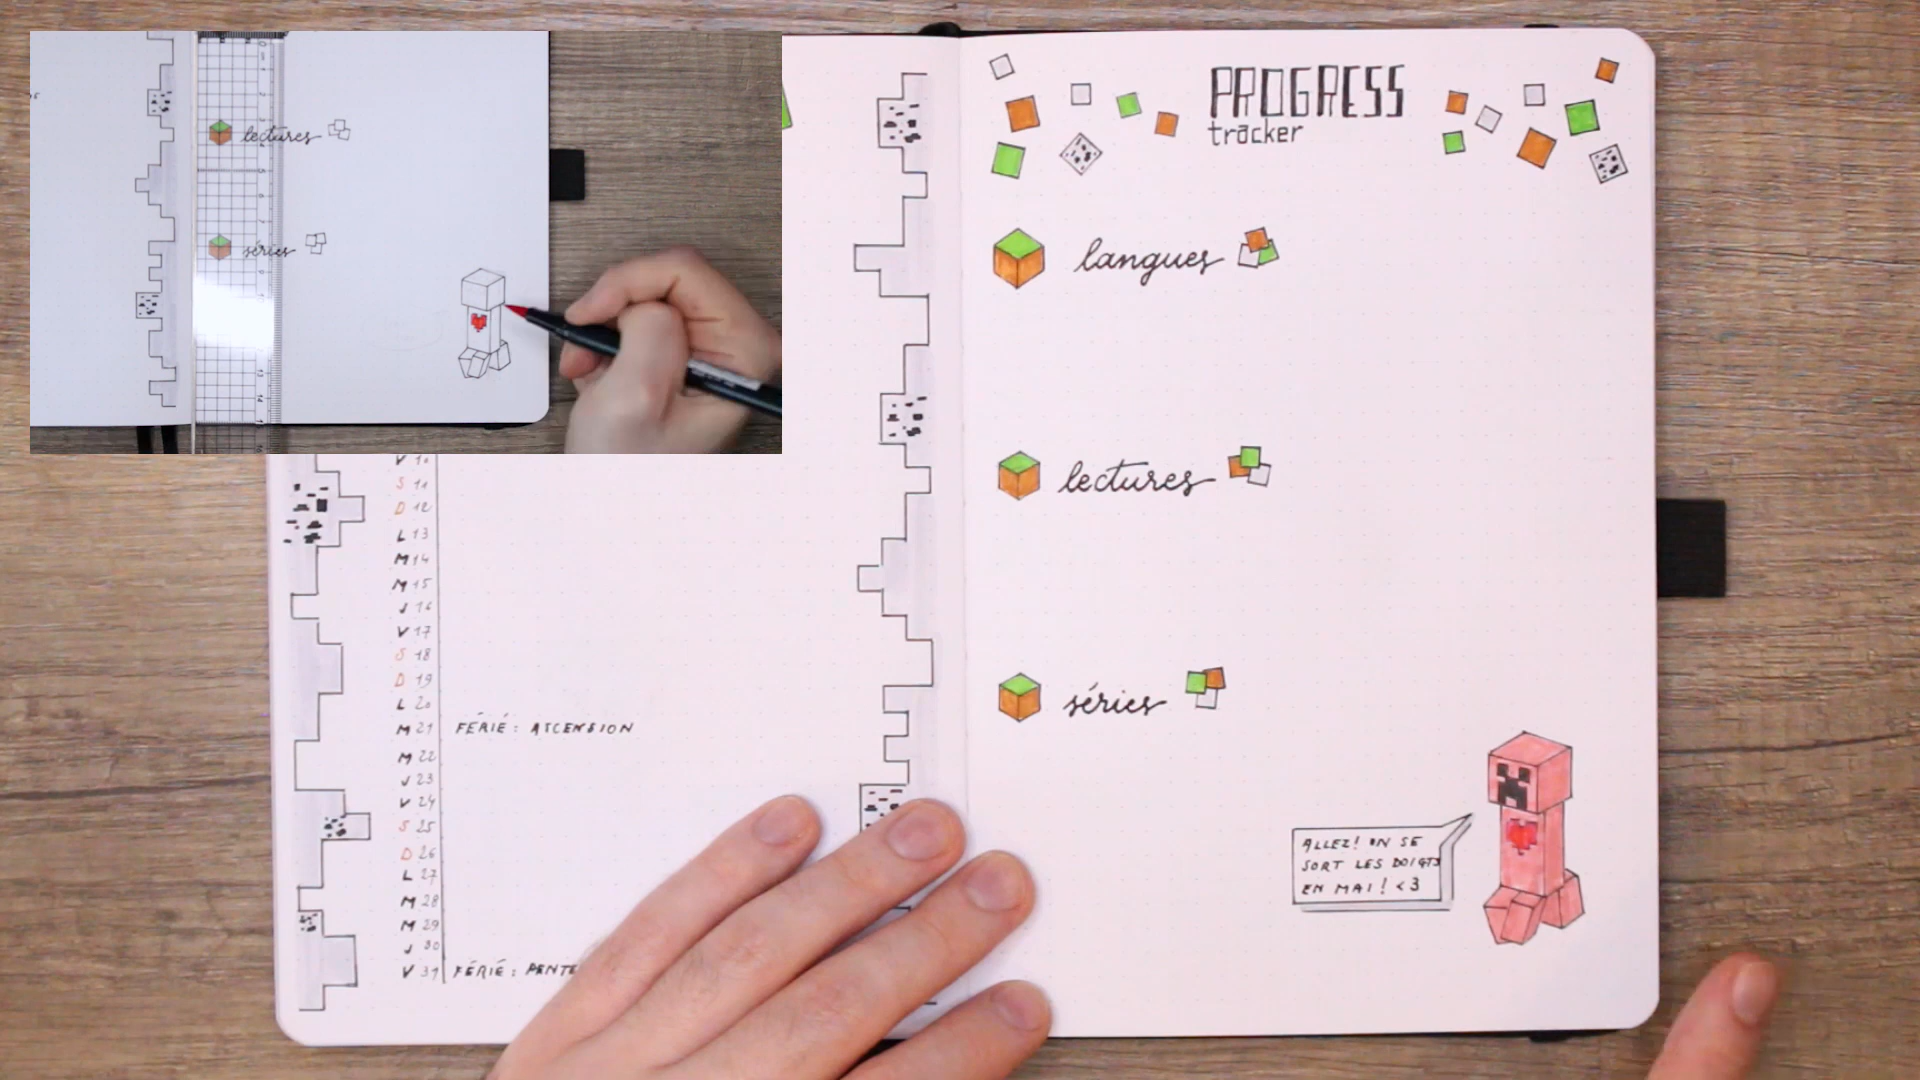 lectures
séries
V 10
S 11
D 12
L 13
M 14
M 15
J 16
V 17
S 18
D 19
L 20
M 21 FÉRIÉ : ASCENSION
M 22
J 23
V 24
S 25
D 26
L 27
M 28
M 29
J 30
V 31 FÉRIÉ : PENTE
PROGRESS
tracker
langues
lectures
séries
ALLEZ! ON SE
SORT LES DOIGTS
EN MAI ! <3